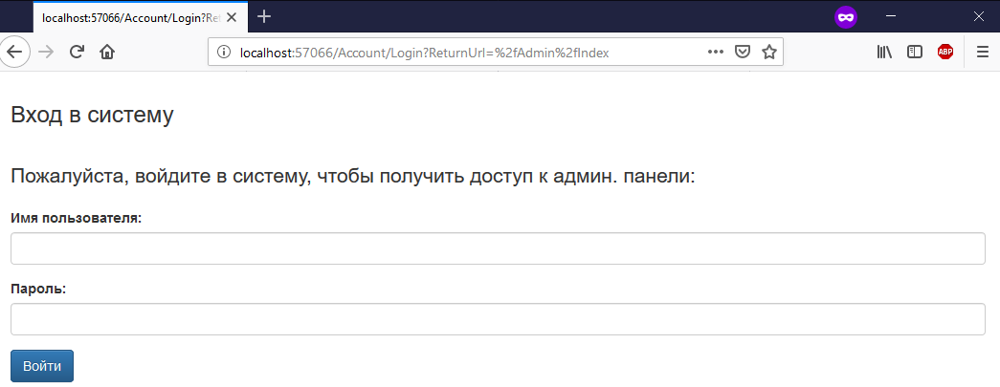 localhost:57066/Account/Login?Ret
localhost:57066/Account/Login?ReturnUrl=%2fAdmin%2fIndex
ABP
Вход в систему
Пожалуйста, войдите в систему, чтобы получить доступ к админ. панели:
Имя пользователя:
Пароль:
Войти